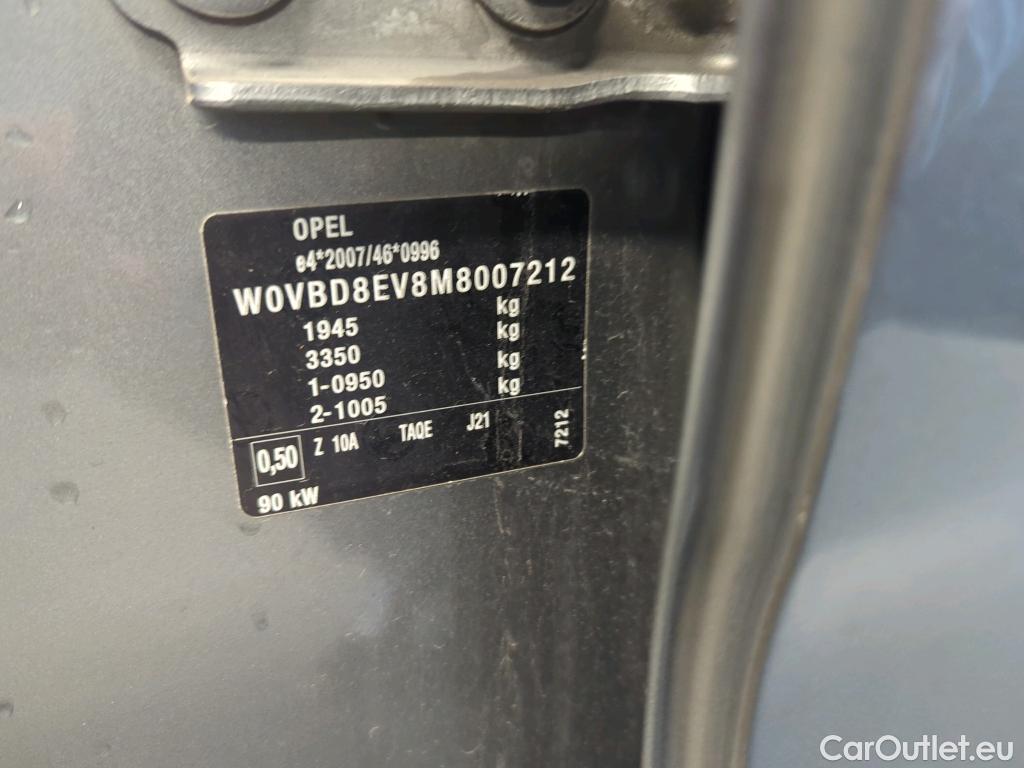 OPEL
e4*2007/46*0996
W0VBD8EV8M8007212
1945 kg
3350 kg
1-0950 kg
2-1005 kg
0,50 Z 10A TAQE J21 7212
90 kW
CarOutlet.eu